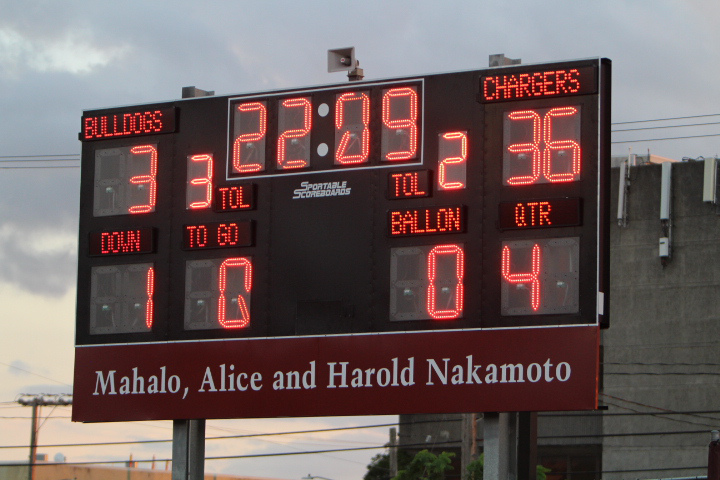 BULLDOGS 22:09 CHARGERS
3 3 TOL TOL 2 36
SPORTABLE
SCOREBOARDS
DOWN TO GO BALLON QTR
1 0 0 4
Mahalo, Alice and Harold Nakamoto